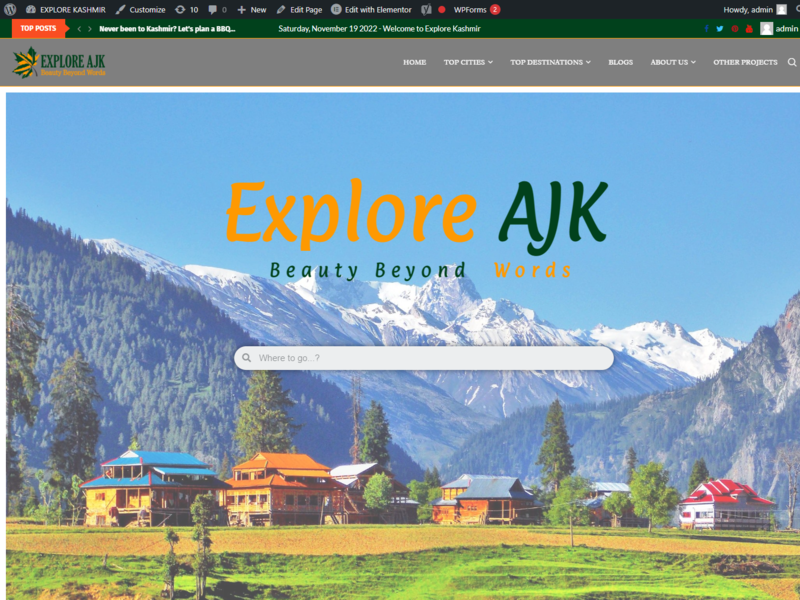 EXPLORE KASHMIR Customize 10 0 New Edit Page Edit with Elementor WPForms 2 Howdy, admin
TOP POSTS Never been to Kashmir? Let's plan a BBQ... Saturday, November 19 2022 - Welcome to Explore Kashmir admin
EXPLORE AJK
Beauty Beyond Words
HOME TOP CITIES TOP DESTINATIONS BLOGS ABOUT US OTHER PROJECTS
Explore AJK
Beauty Beyond Words
Where to go...?